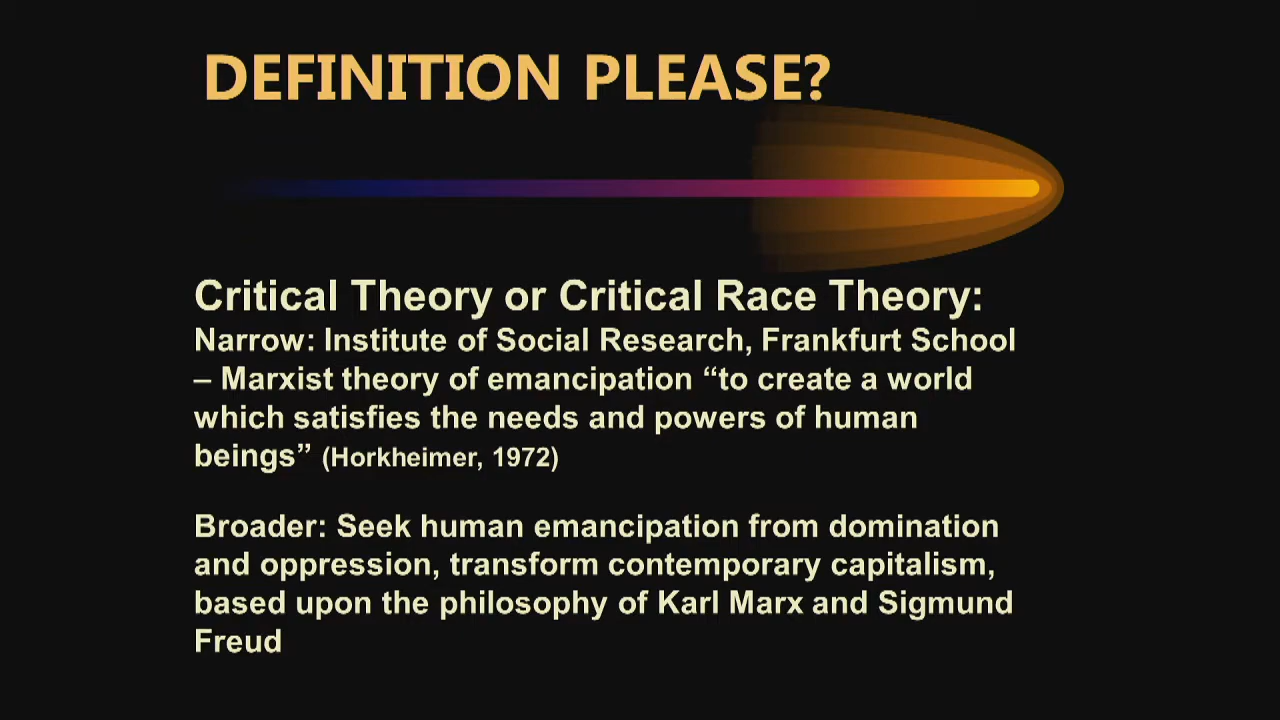 DEFINITION PLEASE?
Critical Theory or Critical Race Theory:
Narrow: Institute of Social Research, Frankfurt School
– Marxist theory of emancipation “to create a world
which satisfies the needs and powers of human
beings” (Horkheimer, 1972)
Broader: Seek human emancipation from domination
and oppression, transform contemporary capitalism,
based upon the philosophy of Karl Marx and Sigmund
Freud